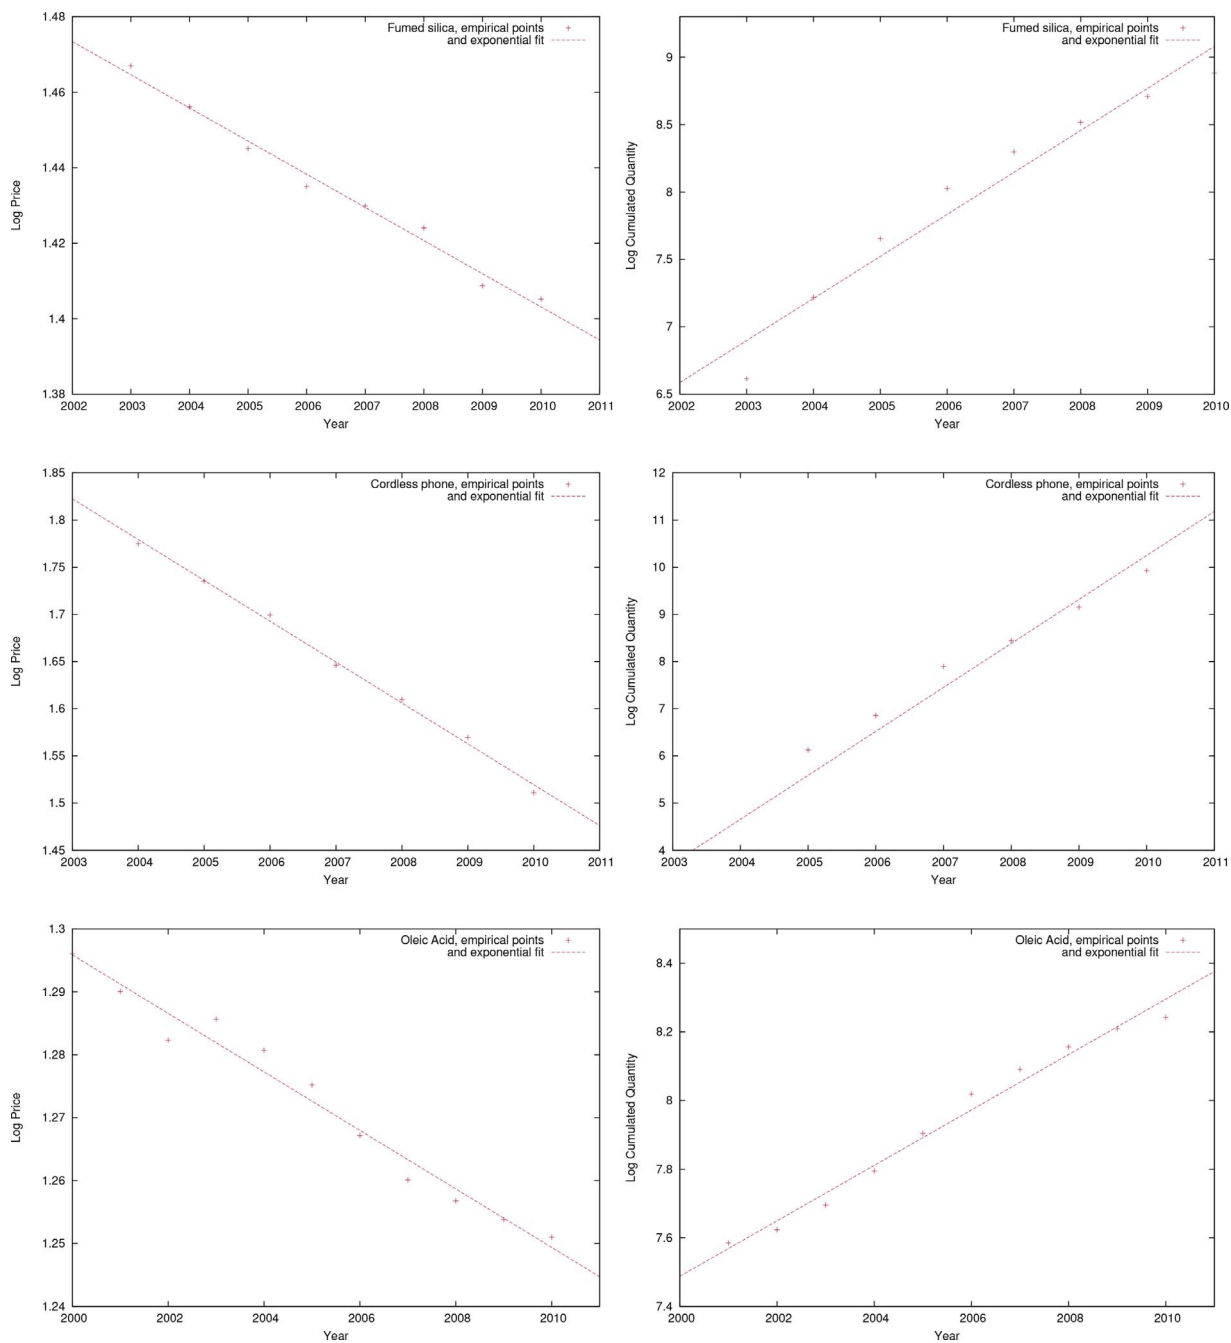 Fumed silica, empirical points
and exponential fit
1.48
1.46
1.44
1.42
1.4
1.38
Log Price
2002 2003 2004 2005 2006 2007 2008 2009 2010 2011
Year
Fumed silica, empirical points
and exponential fit
9
8.5
8
7.5
7
6.5
Log Cumulated Quantity
2002 2003 2004 2005 2006 2007 2008 2009 2010
Year
Cordless phone, empirical points
and exponential fit
1.85
1.8
1.75
1.7
1.65
1.6
1.55
1.5
1.45
Log Price
2003 2004 2005 2006 2007 2008 2009 2010 2011
Year
Cordless phone, empirical points
and exponential fit
12
11
10
9
8
7
6
5
4
Log Cumulated Quantity
2003 2004 2005 2006 2007 2008 2009 2010 2011
Year
Oleic Acid, empirical points
and exponential fit
1.3
1.29
1.28
1.27
1.26
1.25
1.24
Log Price
2000 2002 2004 2006 2008 2010
Year
Oleic Acid, empirical points
and exponential fit
8.4
8.2
8
7.8
7.6
7.4
Log Cumulated Quantity
2000 2002 2004 2006 2008 2010
Year